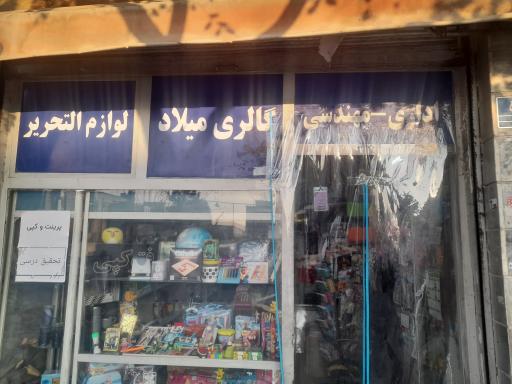 لوازم التحریر
گالری میلاد
اداری-مهندسی
پرینت و کپی
تحقیق درسی